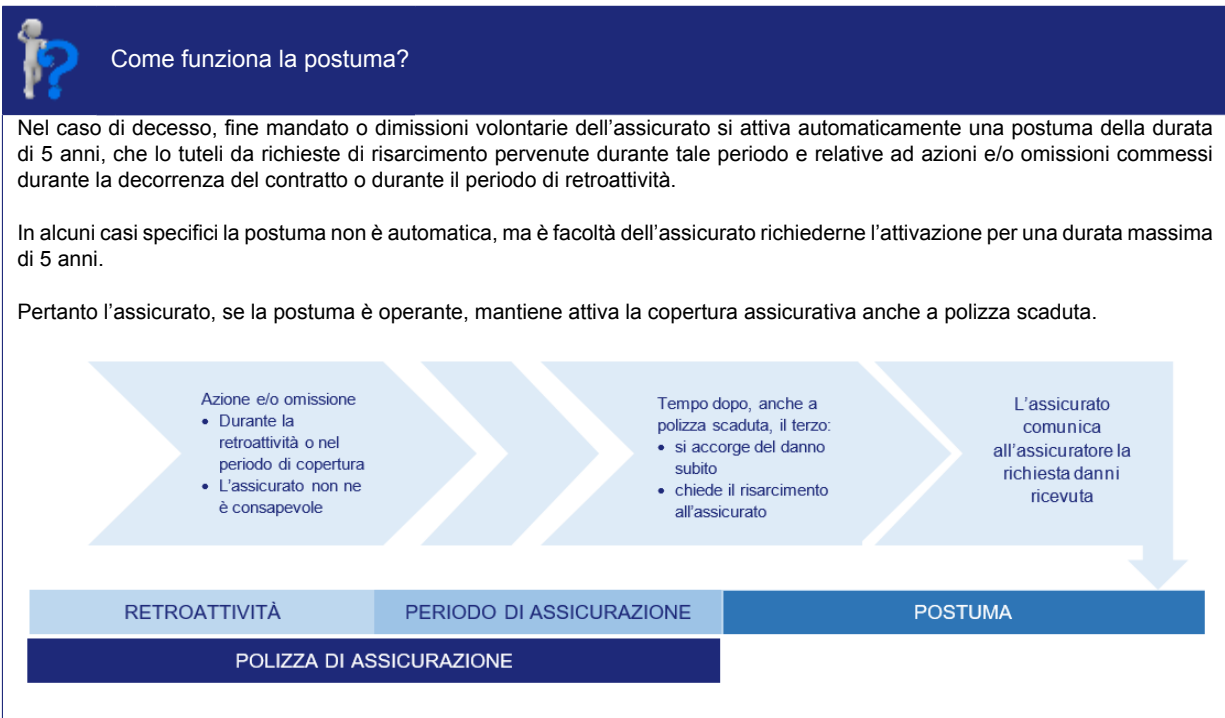 Come funziona la postuma?
Nel caso di decesso, fine mandato o dimissioni volontarie dell’assicurato si attiva automaticamente una postuma della durata
di 5 anni, che lo tuteli da richieste di risarcimento pervenute durante tale periodo e relative ad azioni e/o omissioni commessi
durante la decorrenza del contratto o durante il periodo di retroattività.
In alcuni casi specifici la postuma non è automatica, ma è facoltà dell’assicurato richiederne l’attivazione per una durata massima
di 5 anni.
Pertanto l’assicurato, se la postuma è operante, mantiene attiva la copertura assicurativa anche a polizza scaduta.
Azione e/o omissione
• Durante la
retroattività o nel
periodo di copertura
• L’assicurato non ne
è consapevole
Tempo dopo, anche a
polizza scaduta, il terzo:
• si accorge del danno
subito
• chiede il risarcimento
all’assicurato
L’assicurato
comunica
all’assicuratore la
richiesta danni
ricevuta
RETROATTIVITÀ
PERIODO DI ASSICURAZIONE
POSTUMA
POLIZZA DI ASSICURAZIONE